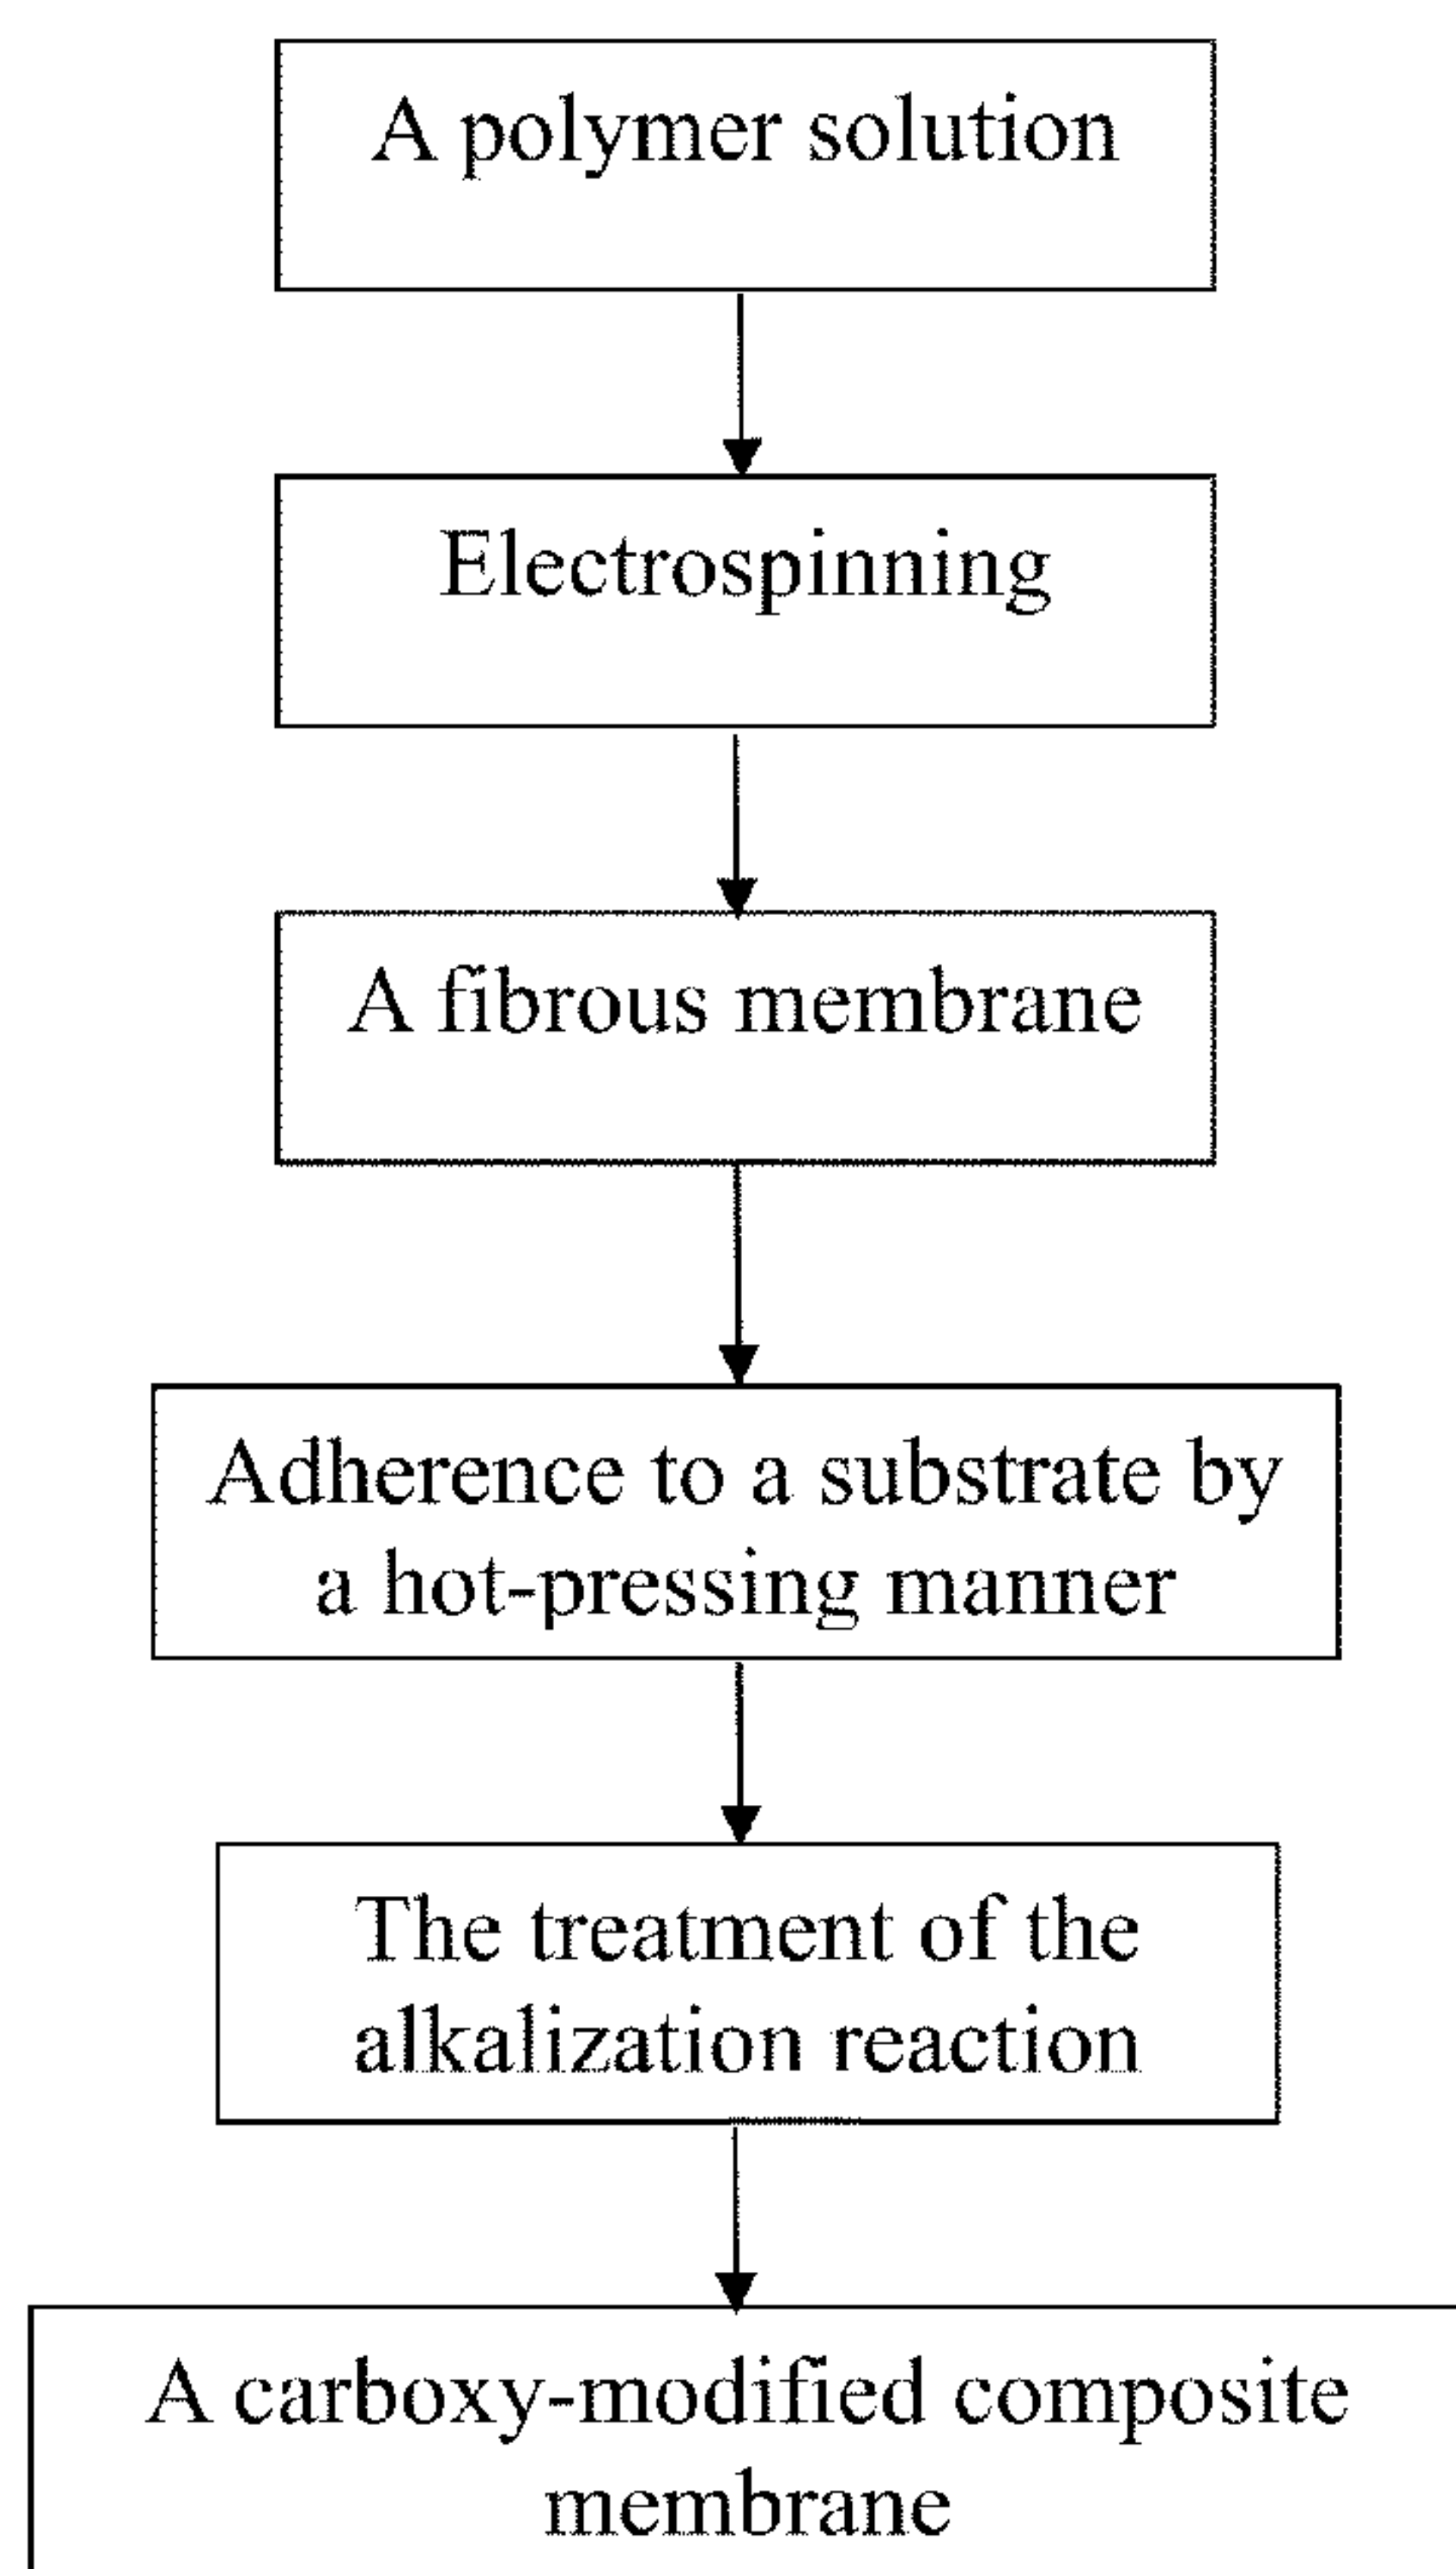 A polymer solution
Electrospinning
A fibrous membrane
Adherence to a substrate by
a hot-pressing manner
The treatment of the
alkalization reaction
A carboxy-modified composite
membrane